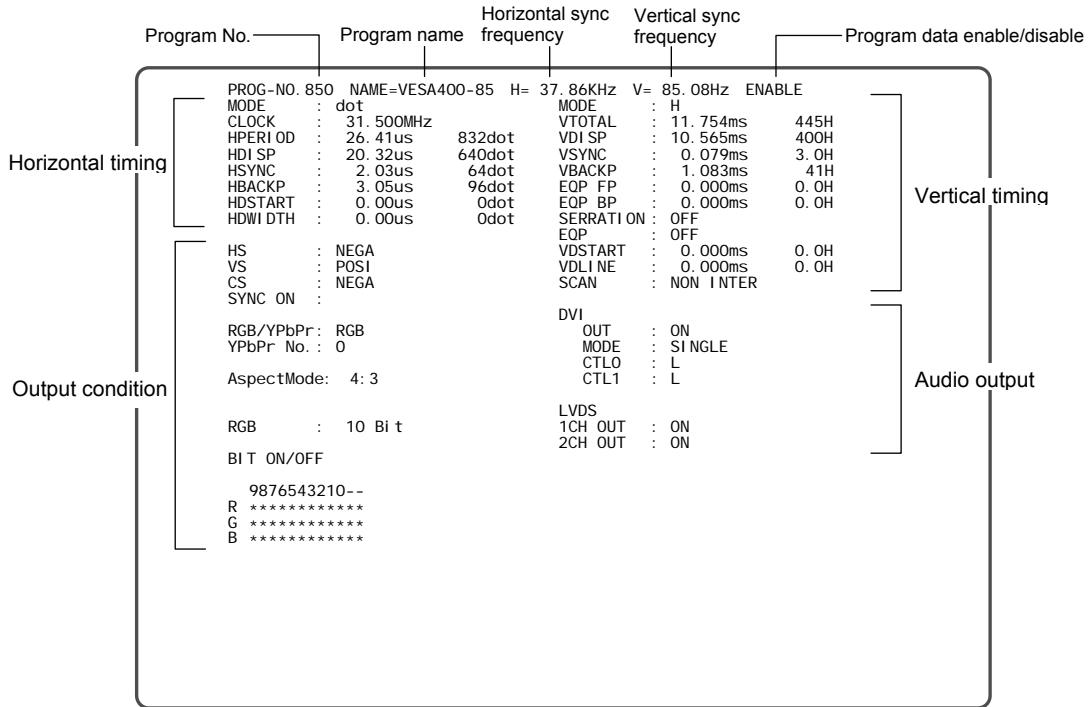 Horizontal sync frequency
Vertical sync frequency
Program No.
Program name
Program data enable/disable
PROG-NO.850 NAME=VESA400-85 H= 37.86KHz V= 85.08Hz ENABLE
Horizontal timing
MODE : dot
CLOCK : 31.500MHz
HPERIOD : 26.41us 832dot
HDISP : 20.32us 640dot
HSYNC : 2.03us 64dot
HBACKP : 3.05us 96dot
HDSTART : 0.00us 0dot
HDWIDTH : 0.00us 0dot
Output condition
HS : NEGA
VS : POSI
CS : NEGA
SYNC ON :
RGB/YPbPr: RGB
YPbPr No.: 0
AspectMode: 4:3
RGB : 10 Bit
BIT ON/OFF
9876543210--
R ************
G ************
B ************
MODE : H
VTOTAL : 11.754ms 445H
VDISP : 10.565ms 400H
VSYNC : 0.079ms 3.0H
VBACKP : 1.083ms 41H
EQP FP : 0.000ms 0.0H
EQP BP : 0.000ms 0.0H
SERRATION: OFF
EQP : OFF
VDSTART : 0.000ms 0.0H
VDLINE : 0.000ms 0.0H
SCAN : NON INTER
Vertical timing
DVI
OUT : ON
MODE : SINGLE
CTL0 : L
CTL1 : L
LVDS
1CH OUT : ON
2CH OUT : ON
Audio output